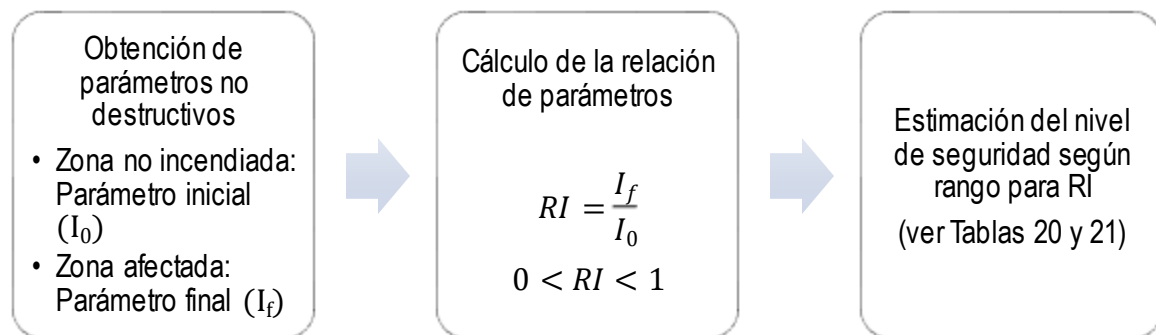 Obtención de
parámetros no
destructivos
• Zona no incendiada:
Parámetro inicial
(I₀)
• Zona afectada:
Parámetro final (I_f)
Cálculo de la relación
de parámetros
RI = I_f / I₀
0 < RI < 1
Estimación del nivel
de seguridad según
rango para RI
(ver Tablas 20 y 21)